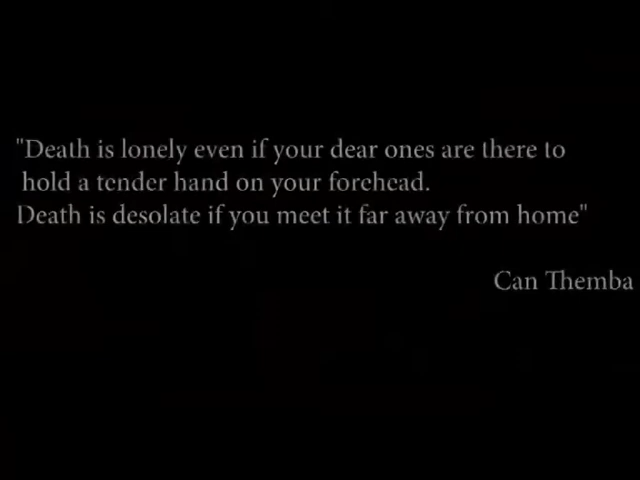 "Death is lonely even if your dear ones are there to
hold a tender hand on your forehead.
Death is desolate if you meet it far away from home"
Can Themba